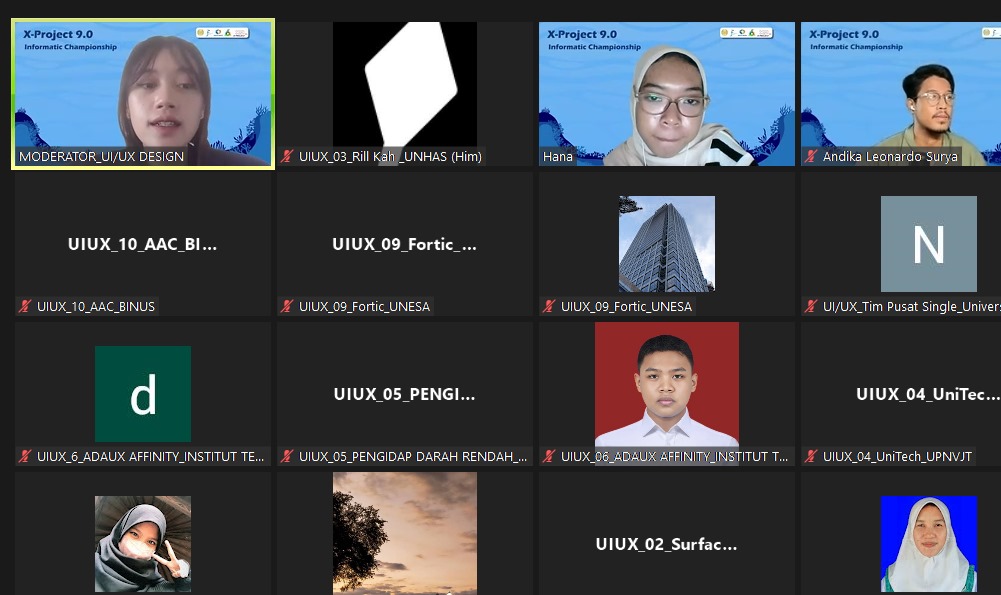 X-Project 9.0
Informatic Championship
MODERATOR_UI/UX DESIGN
UIUX_03_Rill Kah _UNHAS (Him)
X-Project 9.0
Informatic Championship
Hana
X-Project 9.0
Informatic Championship
Andika Leonardo Surya
UIUX_10_AAC_BI...
UIUX_10_AAC_BINUS
UIUX_09_Fortic_...
UIUX_09_Fortic_UNESA
UIUX_09_Fortic_UNESA
N
UI/UX_Tim Pusat Single_Univers
d
UIUX_6_ADAUX AFFINITY_INSTITUT TE...
UIUX_05_PENGI...
UIUX_05_PENGIDAP DARAH RENDAH_...
UIUX_06_ADAUX AFFINITY_INSTITUT T...
UIUX_04_UniTec...
UIUX_04_UniTech_UPNVJT
UIUX_02_Surfac...